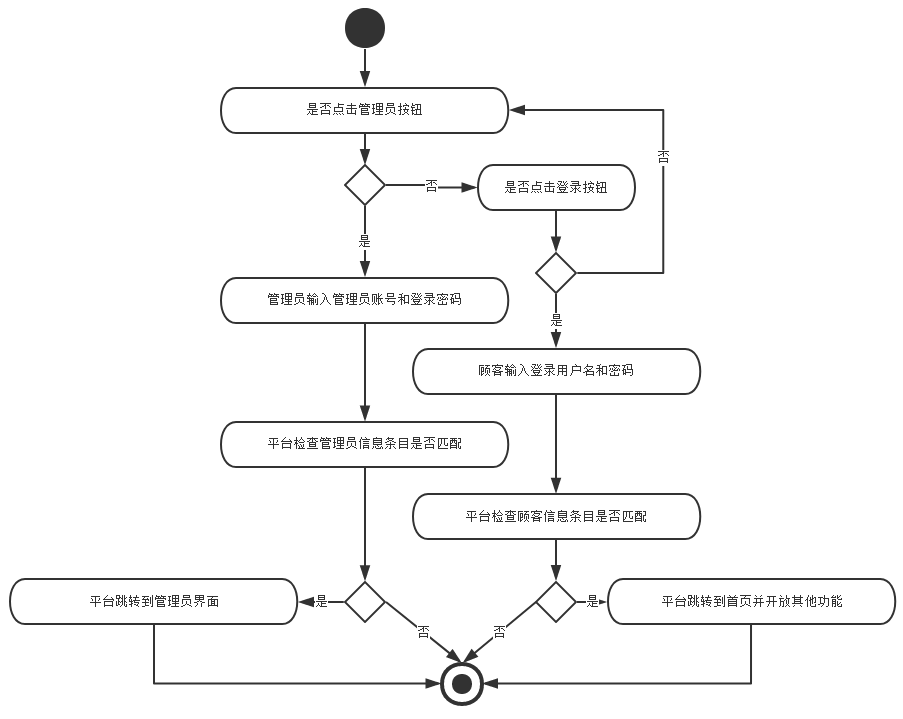 是否点击管理员按钮
否
否
是否点击登录按钮
是
管理员输入管理员账号和登录密码
是
顾客输入登录用户名和密码
平台检查管理员信息条目是否匹配
平台检查顾客信息条目是否匹配
平台跳转到管理员界面
是
是
平台跳转到首页并开放其他功能
否
否